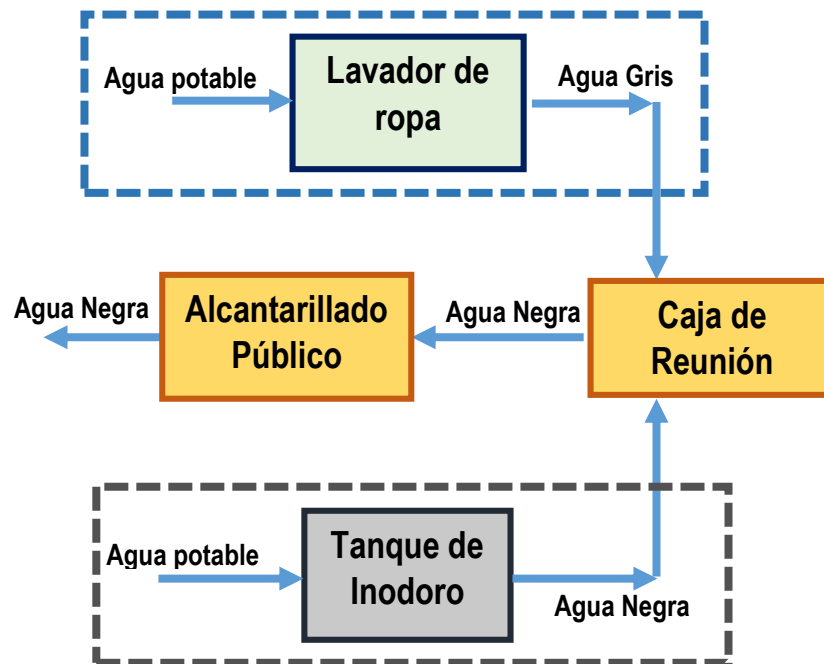 Agua potable
Lavador de
ropa
Agua Gris
Agua Negra
Alcantarillado
Público
Agua Negra
Caja de
Reunión
Agua potable
Tanque de
Inodoro
Agua Negra